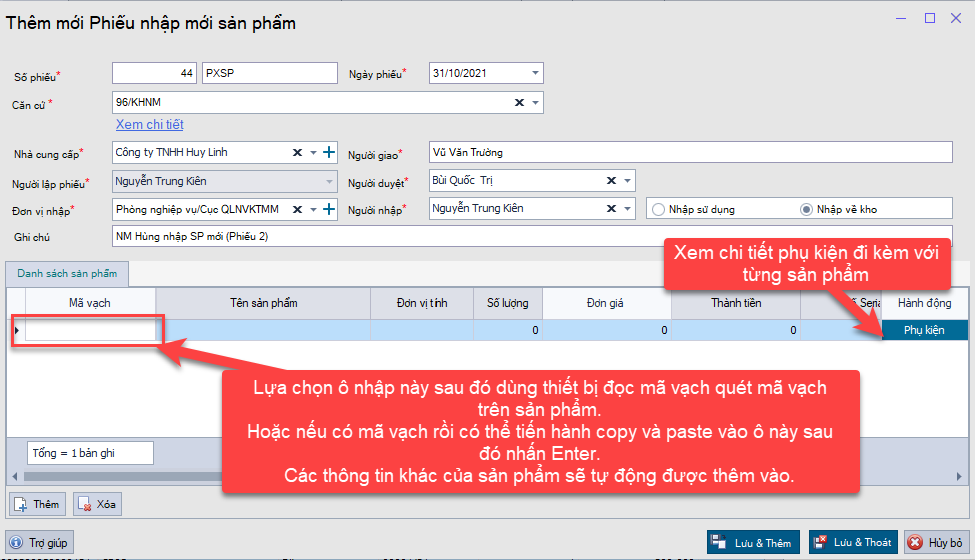 Thêm mới Phiếu nhập mới sản phẩm
Số phiếu* 44 PXSP Ngày phiếu* 31/10/2021
Căn cứ * 96/KHNM
Xem chi tiết
Nhà cung cấp* Công ty TNHH Huy Linh Người giao* Vũ Văn Trường
Người lập phiếu* Nguyễn Trung Kiên Người duyệt* Bùi Quốc Trị
Đơn vị nhập* Phòng nghiệp vụ/Cục QLNVKTMM Người nhập* Nguyễn Trung Kiên Nhập sử dụng Nhập về kho
Ghi chú NM Hùng nhập SP mới (Phiếu 2)
Xem chi tiết phụ kiện đi kèm với
từng sản phẩm
Danh sách sản phẩm
Mã vạch Tên sản phẩm Đơn vị tính Số lượng Đơn giá Thành tiền Seria Hành động
0 0 0 Phụ kiện
Lựa chọn ô nhập này sau đó dùng thiết bị đọc mã vạch quét mã vạch
trên sản phẩm.
Hoặc nếu có mã vạch rồi có thể tiến hành copy và paste vào ô này sau
đó nhấn Enter.
Các thông tin khác của sản phẩm sẽ tự động được thêm vào.
Tổng = 1 bản ghi
Thêm Xóa
Trợ giúp Lưu & Thêm Lưu & Thoát Hủy bỏ